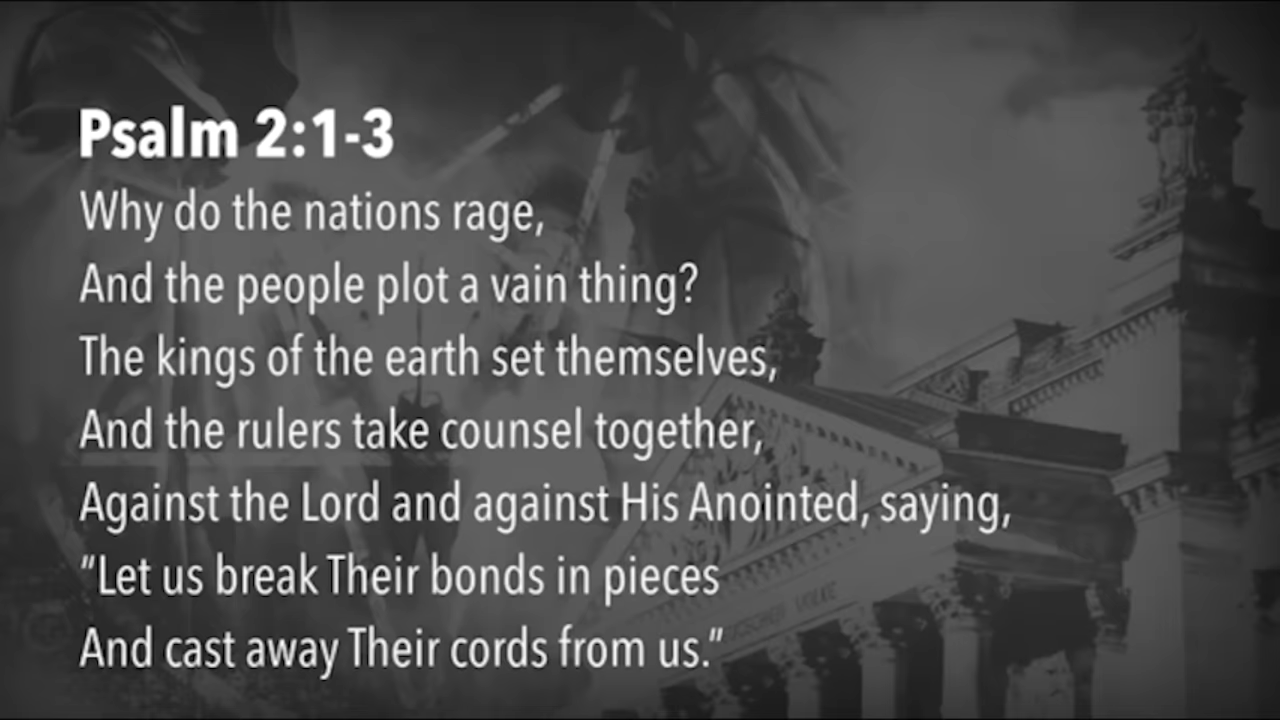 Psalm 2:1-3
Why do the nations rage,
And the people plot a vain thing?
The kings of the earth set themselves,
And the rulers take counsel together,
Against the Lord and against His Anointed, saying,
“Let us break Their bonds in pieces
And cast away Their cords from us.”